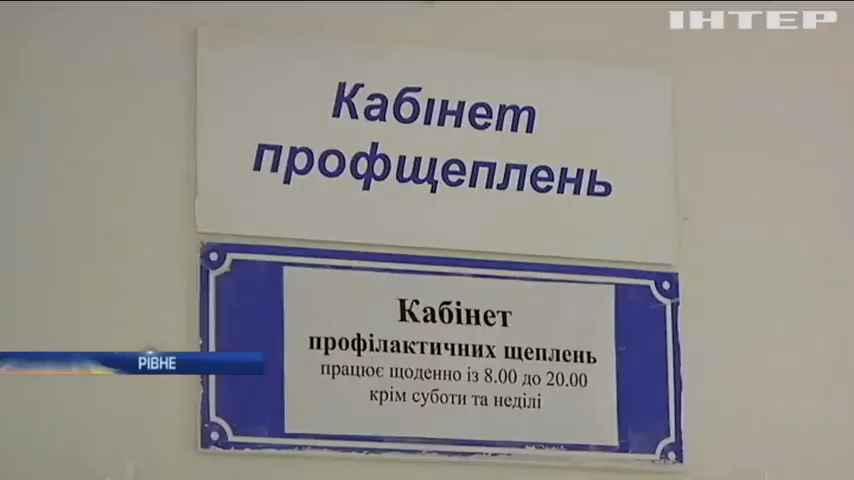 ІНТЕР
Кабінет
профщеплень
Кабінет
профілактичних щеплень
працює щоденно із 8.00 до 20.00
крім суботи та неділі
РІВНЕ